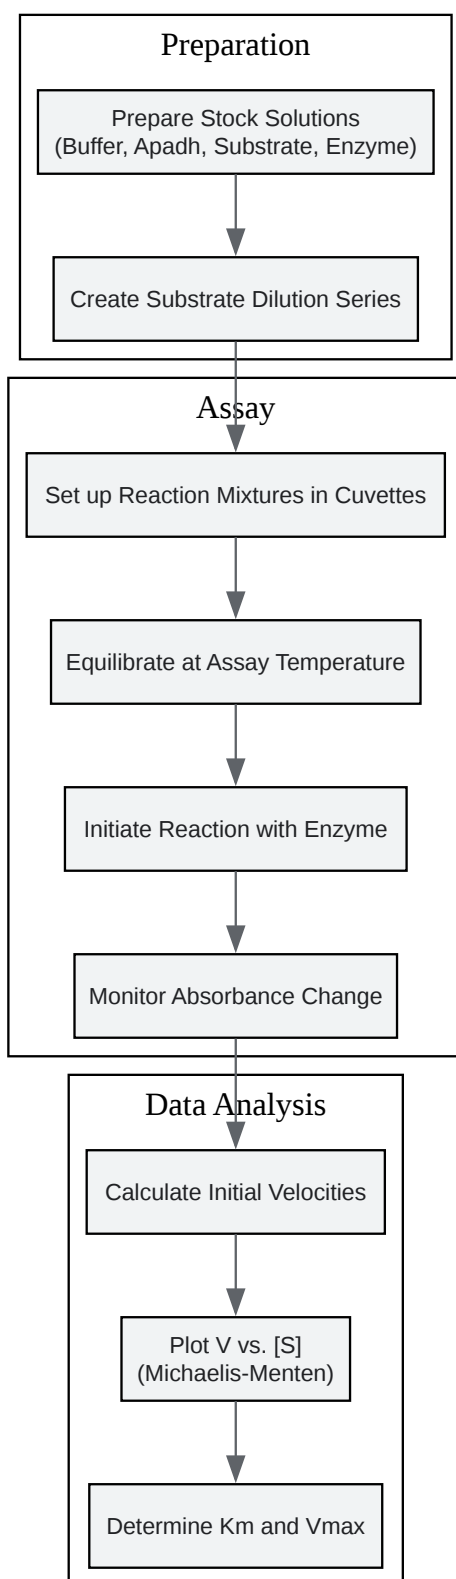 Preparation
Prepare Stock Solutions
(Buffer, Apadh, Substrate, Enzyme)
Create Substrate Dilution Series
Assay
Set up Reaction Mixtures in Cuvettes
Equilibrate at Assay Temperature
Initiate Reaction with Enzyme
Monitor Absorbance Change
Data Analysis
Calculate Initial Velocities
Plot V vs. [S]
(Michaelis-Menten)
Determine Km and Vmax